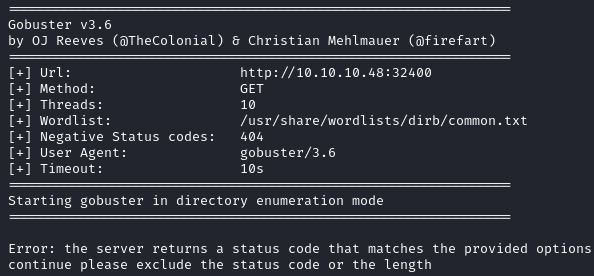 ===============================================================
Gobuster v3.6
by OJ Reeves (@TheColonial) & Christian Mehlmauer (@firefart)
===============================================================
[+] Url:                     http://10.10.10.48:32400
[+] Method:                  GET
[+] Threads:                 10
[+] Wordlist:                /usr/share/wordlists/dirb/common.txt
[+] Negative Status codes:   404
[+] User Agent:              gobuster/3.6
[+] Timeout:                 10s
===============================================================
Starting gobuster in directory enumeration mode
===============================================================
Error: the server returns a status code that matches the provided options
continue please exclude the status code or the length